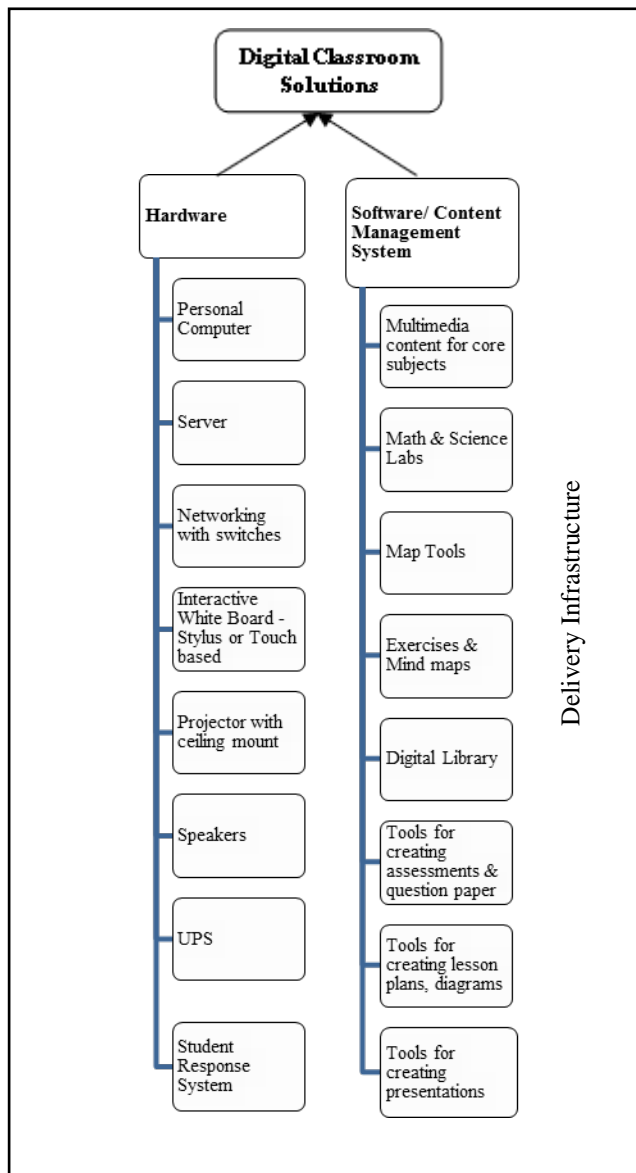 Digital Classroom
Solutions
Hardware
Personal
Computer
Server
Networking
with switches
Interactive
White Board -
Stylus or Touch
based
Projector with
ceiling mount
Speakers
UPS
Student
Response
System
Software/ Content
Management
System
Multimedia
content for core
subjects
Math & Science
Labs
Map Tools
Exercises &
Mind maps
Digital Library
Tools for
creating
assessments &
question paper
Tools for
creating lesson
plans, diagrams
Tools for
creating
presentations
Delivery Infrastructure